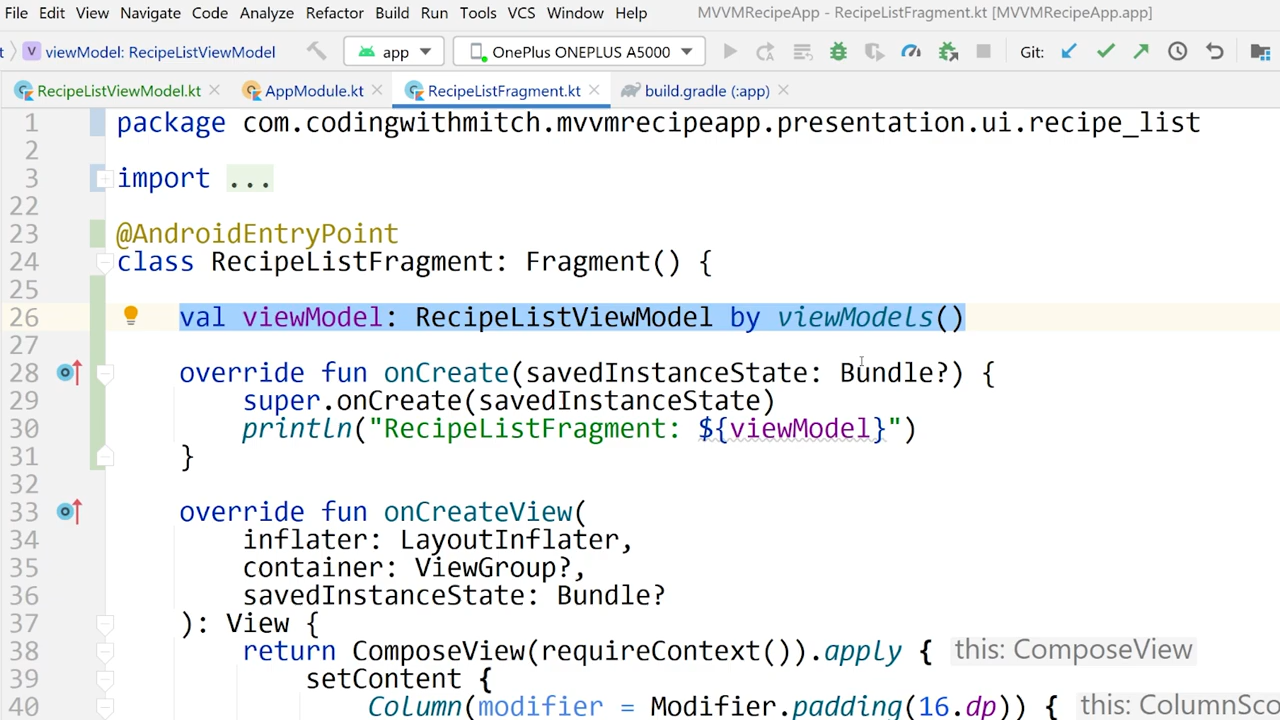 File Edit View Navigate Code Analyze Refactor Build Run Tools VCS Window Help MVVMRecipeApp - RecipeListFragment.kt [MVVMRecipeApp.app]
viewModel: RecipeListViewModel app OnePlus ONEPLUS A5000 Git:
RecipeListViewModel.kt AppModule.kt RecipeListFragment.kt build.gradle (:app)
1 package com.codingwithmitch.mvvmrecipeapp.presentation.ui.recipe_list
2
3 import ...
22
23 @AndroidEntryPoint
24 class RecipeListFragment: Fragment() {
25
26 val viewModel: RecipeListViewModel by viewModels()
27
28 override fun onCreate(savedInstanceState: Bundle?) {
29 super.onCreate(savedInstanceState)
30 println("RecipeListFragment: ${viewModel}")
31 }
32
33 override fun onCreateView(
34 inflater: LayoutInflater,
35 container: ViewGroup?,
36 savedInstanceState: Bundle?
37 ): View {
38 return ComposeView(requireContext()).apply { this: ComposeView
39 setContent {
40 Column(modifier = Modifier.padding(16.dp)) { this: ColumnSco